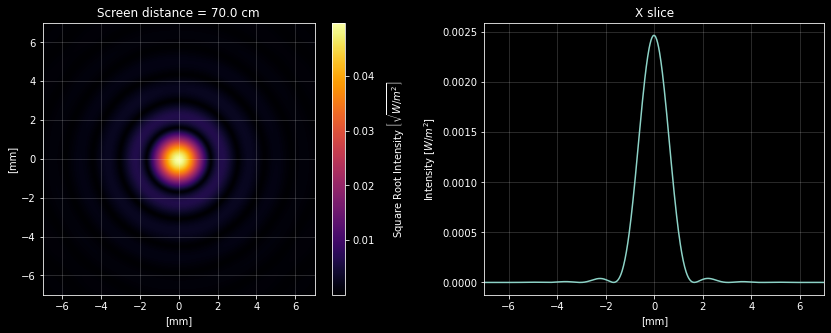 Screen distance = 70.0 cm
6
4
2
0
−2
−4
−6
[mm]
−6 −4 −2 0 2 4 6
[mm]
0.04
0.03
0.02
0.01
Square Root Intensity [√W/m²]
X slice
0.0025
0.0020
0.0015
0.0010
0.0005
0.0000
Intensity [W/m²]
−6 −4 −2 0 2 4 6
[mm]